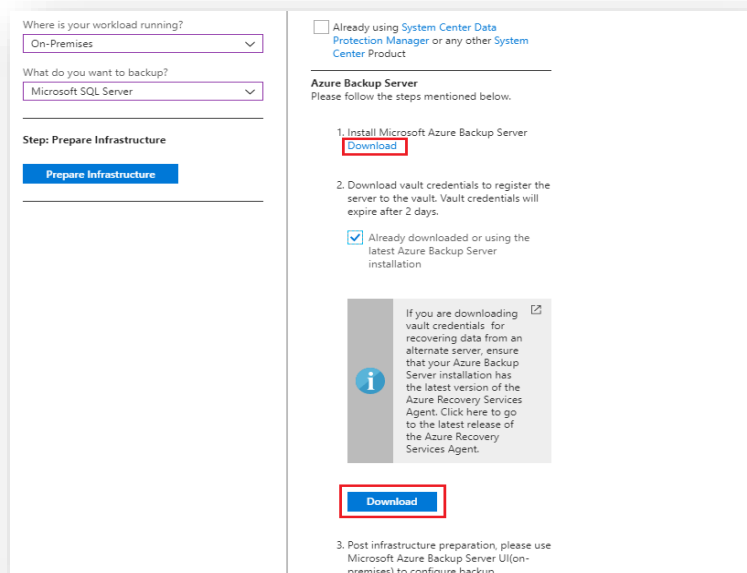 Where is your workload running?
On-Premises
What do you want to backup?
Microsoft SQL Server
Step: Prepare Infrastructure
Prepare Infrastructure
Already using System Center Data
Protection Manager or any other System
Center Product
Azure Backup Server
Please follow the steps mentioned below.
1. Install Microsoft Azure Backup Server
Download
2. Download vault credentials to register the
server to the vault. Vault credentials will
expire after 2 days.
Already downloaded or using the
latest Azure Backup Server
installation
If you are downloading
vault credentials for
recovering data from an
alternate server, ensure
that your Azure Backup
Server installation has
the latest version of the
Azure Recovery Services
Agent. Click here to go
to the latest release of
the Azure Recovery
Services Agent.
Download
3. Post infrastructure preparation, please use
Microsoft Azure Backup Server UI(on-
premises) to configure backup